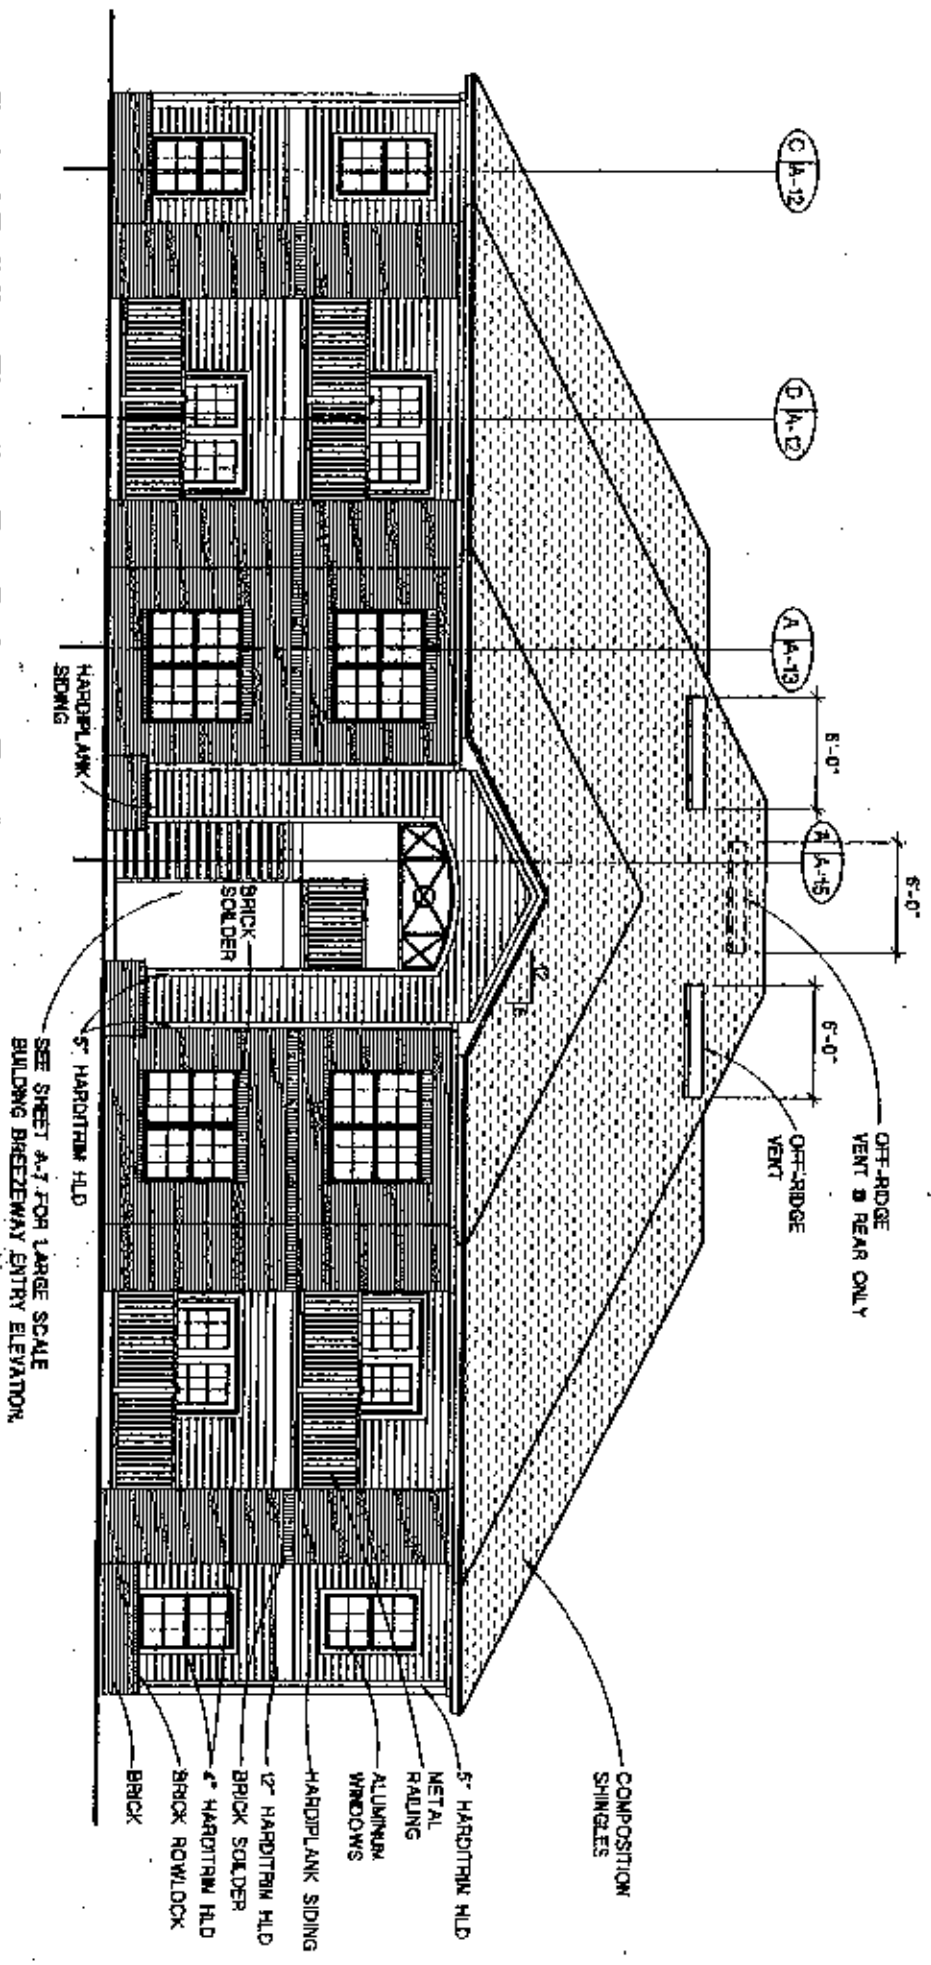 C A-12
D A-12
A A-13
A A-15
6'-0"
6'-0"
6'-0"
OFF-RIDGE
VENT @ REAR ONLY
OFF-RIDGE
VENT
COMPOSITION
SHINGLES
12
HARDIPLANK
SIDING
BRICK
SOLDER
5" HARDITRIM HLD
SEE SHEET A-7 FOR LARGE SCALE
BUILDING BREEZEWAY ENTRY ELEVATION.
5" HARDITRIM HLD
METAL
RAILING
ALUMINUM
WINDOWS
HARDIPLANK SIDING
12" HARDITRIM HLD
BRICK SOLDER
4" HARDITRIM HLD
BRICK ROWLOCK
BRICK